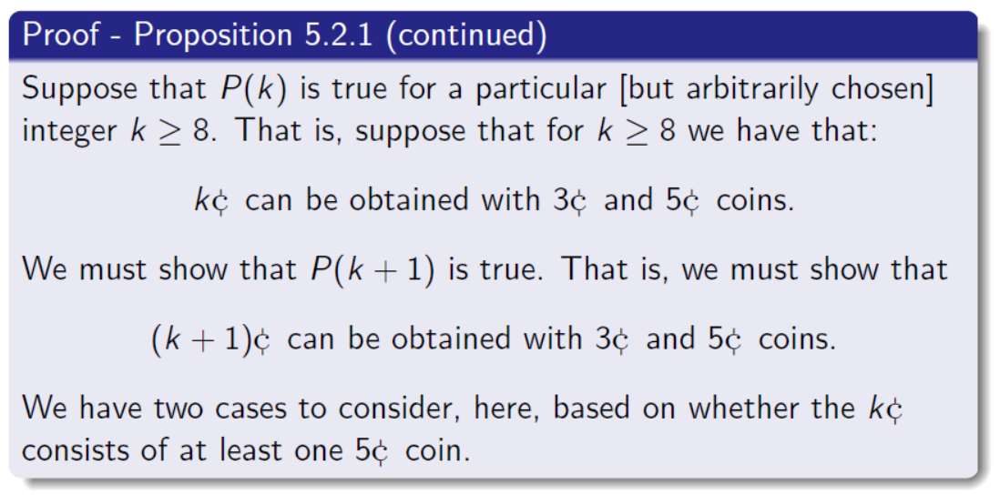 Proof - Proposition 5.2.1 (continued)
Suppose that P(k) is true for a particular [but arbitrarily chosen]
integer k ≥ 8. That is, suppose that for k ≥ 8 we have that:
k¢ can be obtained with 3¢ and 5¢ coins.
We must show that P(k + 1) is true. That is, we must show that
(k + 1)¢ can be obtained with 3¢ and 5¢ coins.
We have two cases to consider, here, based on whether the k¢
consists of at least one 5¢ coin.